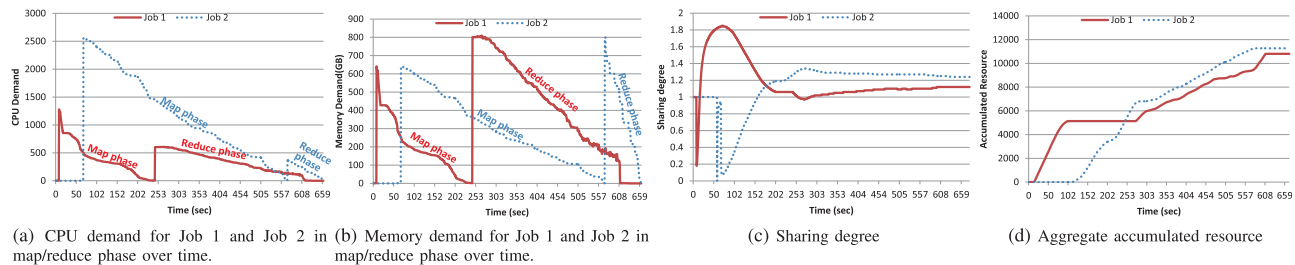 Job 1 Job 2
3000
2500
2000
1500
1000
500
0
CPU Demand
Map phase
Map phase
Reduce phase
Reduce phase
0 50 102 151 202 253 303 353 404 454 505 557 608 659
Time (sec)
(a) CPU demand for Job 1 and Job 2 in map/reduce phase over time.
Job 1 Job 2
900
800
700
600
500
400
300
200
100
0
Memory Demand(GB)
Map phase
Map phase
Reduce phase
Reduce phase
0 50 102 151 202 253 303 353 404 454 505 557 608 659
Time (sec)
(b) Memory demand for Job 1 and Job 2 in map/reduce phase over time.
Job 1 Job 2
2
1.8
1.6
1.4
1.2
1
0.8
0.6
0.4
0.2
0
Sharing degree
0 50 102 152 202 253 303 353 404 454 505 557 608 659
Time (sec)
(c) Sharing degree
Job 1 Job 2
14000
12000
10000
8000
6000
4000
2000
0
Accumulated Resource
0 50 102 152 202 253 303 353 404 454 505 557 608 659
Time (sec)
(d) Aggregate accumulated resource